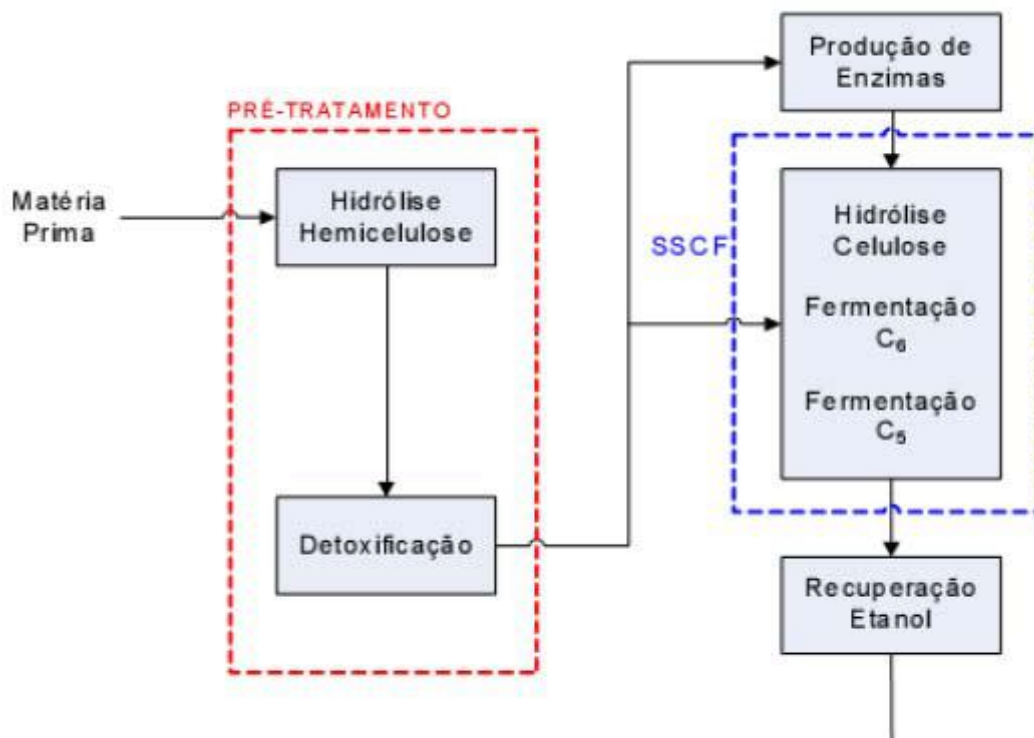 PRÉ-TRATAMENTO
Matéria
Prima
Hidrólise
Hemicelulose
Detoxificação
Produção de
Enzimas
SSCF
Hidrólise
Celulose
Fermentação
C₆
Fermentação
C₅
Recuperação
Etanol